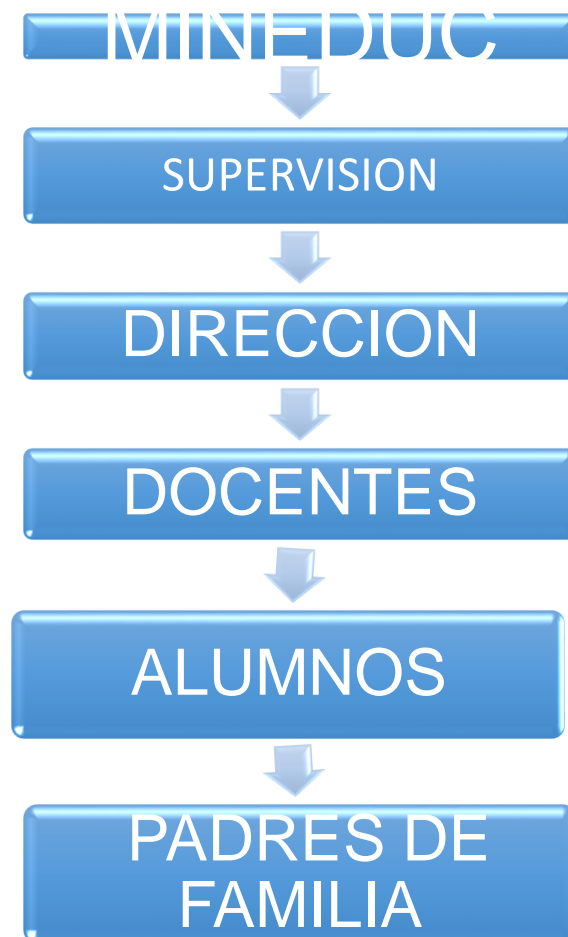 MINEDUC
SUPERVISION
DIRECCION
DOCENTES
ALUMNOS
PADRES DE
FAMILIA